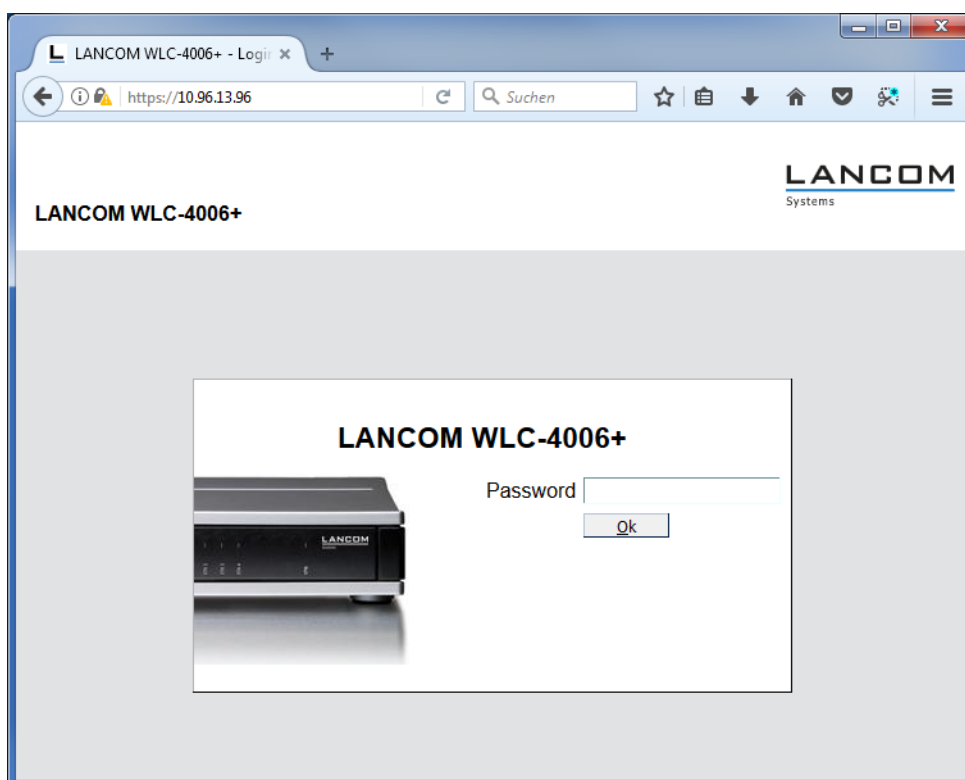 LANCOM WLC-4006+ - Login
https://10.96.13.96
Suchen
LANCOM
Systems
LANCOM WLC-4006+
LANCOM WLC-4006+
Password
Ok
LANCOM